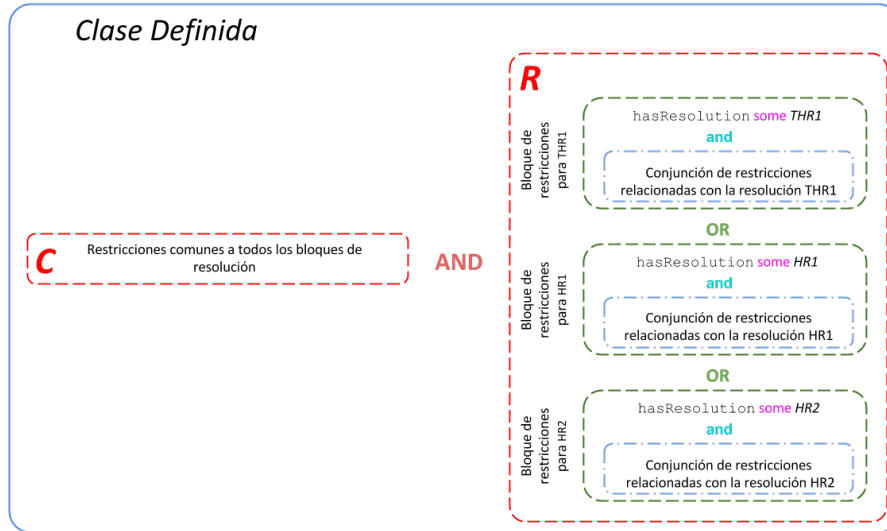 Clase Definida
C
Restricciones comunes a todos los bloques de
resolución
AND
R
Bloque de
restricciones
para THR1
hasResolution some THR1
and
Conjunción de restricciones
relacionadas con la resolución THR1
OR
Bloque de
restricciones
para HR1
hasResolution some HR1
and
Conjunción de restricciones
relacionadas con la resolución HR1
OR
Bloque de
restricciones
para HR2
hasResolution some HR2
and
Conjunción de restricciones
relacionadas con la resolución HR2